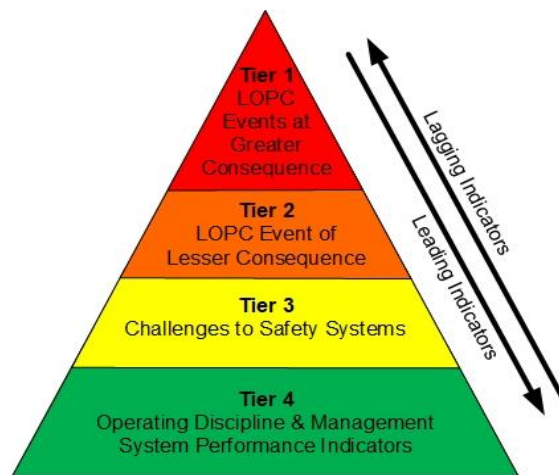 Tier 1
LOPC
Events at
Greater
Consequence
Tier 2
LOPC Event of
Lesser Consequence
Tier 3
Challenges to Safety Systems
Tier 4
Operating Discipline & Management
System Performance Indicators
Lagging Indicators
Leading Indicators